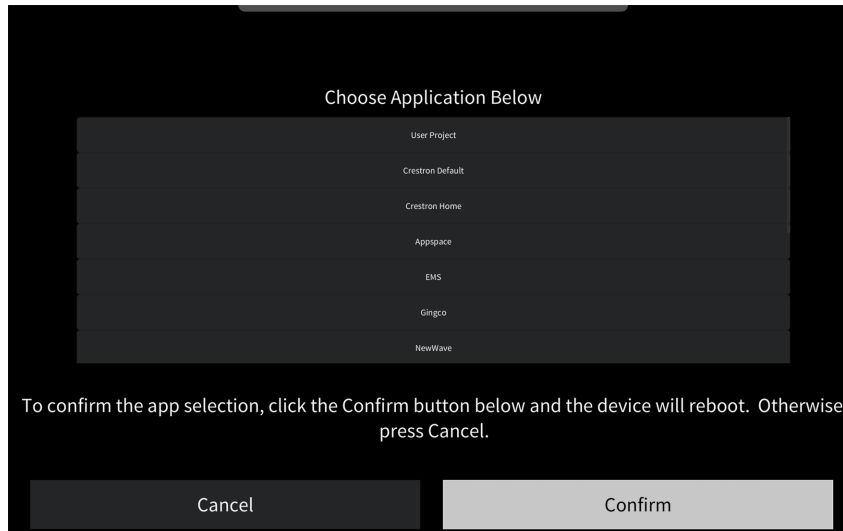 Choose Application Below
User Project
Crestron Default
Crestron Home
Appspace
EMS
Gingco
NewWave
To confirm the app selection, click the Confirm button below and the device will reboot.  Otherwise
press Cancel.
Cancel
Confirm